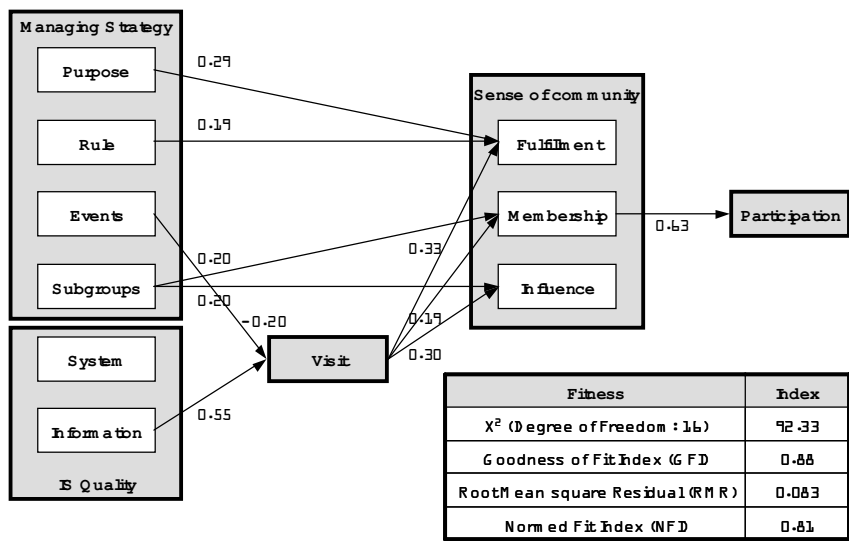 Managing Strategy
Purpose
Rule
Events
Subgroups
System
Information
IS Quality
0.29
0.19
0.20
0.20
-0.20
0.55
Visit
Sense of community
Fulfilment
Membership
Influence
0.33
0.19
0.30
0.63
Participation
Fitness Index
X² (Degree of Freedom : 16) 92.33
Goodness of Fit Index (GFI) 0.88
Root Mean square Residual (RMR) 0.083
Normed Fit Index (NFI) 0.81